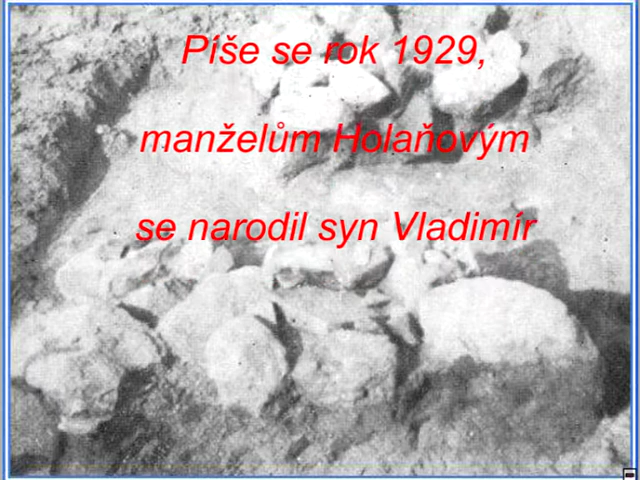 Píše se rok 1929,
manželům Holaňovým
se narodil syn Vladimír